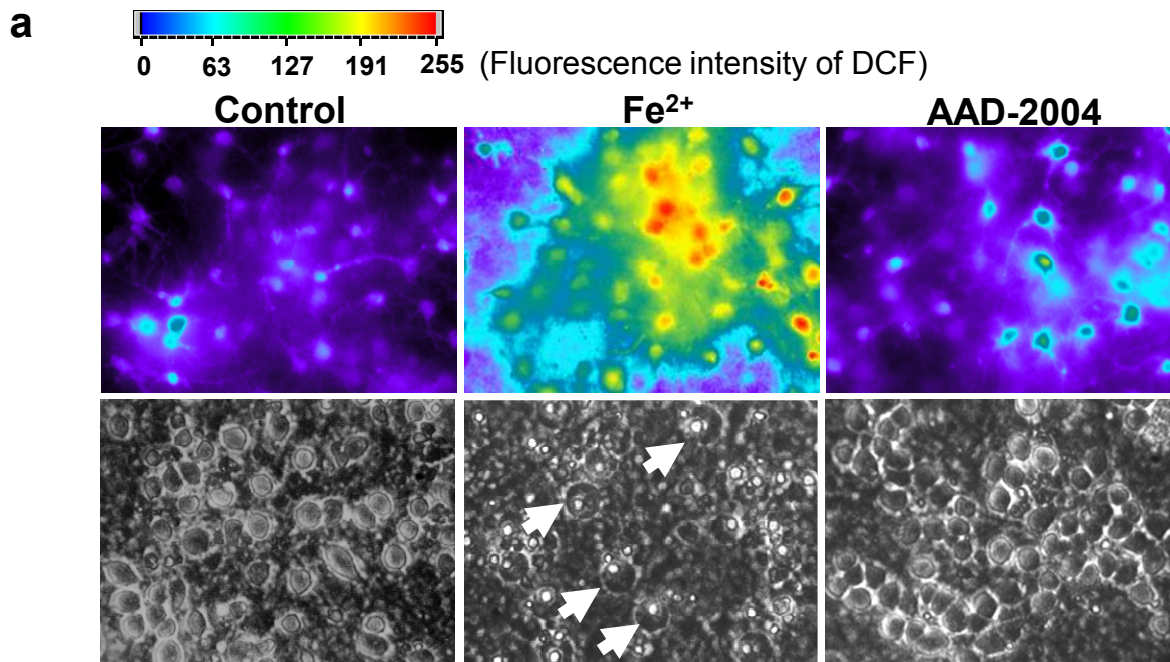 a
0 63 127 191 255 (Fluorescence intensity of DCF)
Control Fe²⁺ AAD-2004